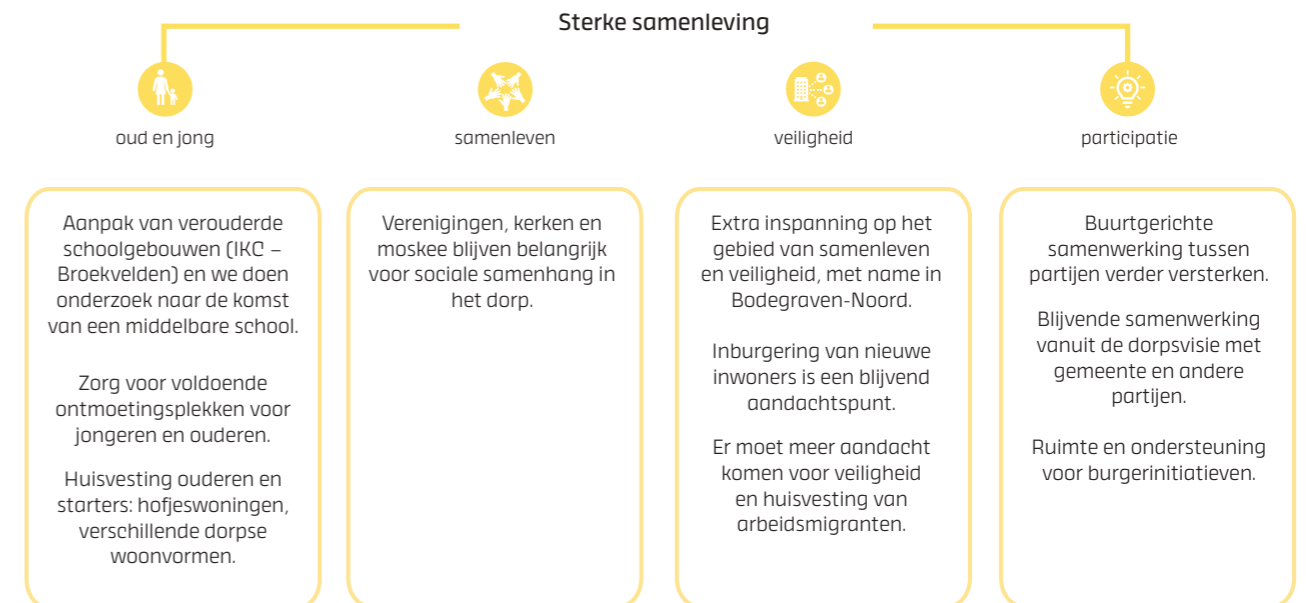 Sterke samenleving
oud en jong
samenleven
veiligheid
participatie
Aanpak van verouderde
schoolgebouwen (IKC –
Broekvelden) en we doen
onderzoek naar de komst
van een middelbare school.
Zorg voor voldoende
ontmoetingsplekken voor
jongeren en ouderen.
Huisvesting ouderen en
starters: hofjeswoningen,
verschillende dorpse
woonvormen.
Verenigingen, kerken en
moskee blijven belangrijk
voor sociale samenhang in
het dorp.
Extra inspanning op het
gebied van samenleven
en veiligheid, met name in
Bodegraven-Noord.
Inburgering van nieuwe
inwoners is een blijvend
aandachtspunt.
Er moet meer aandacht
komen voor veiligheid
en huisvesting van
arbeidsmigranten.
Buurtgerichte
samenwerking tussen
partijen verder versterken.
Blijvende samenwerking
vanuit de dorpsvisie met
gemeente en andere
partijen.
Ruimte en ondersteuning
voor burgerinitiatieven.